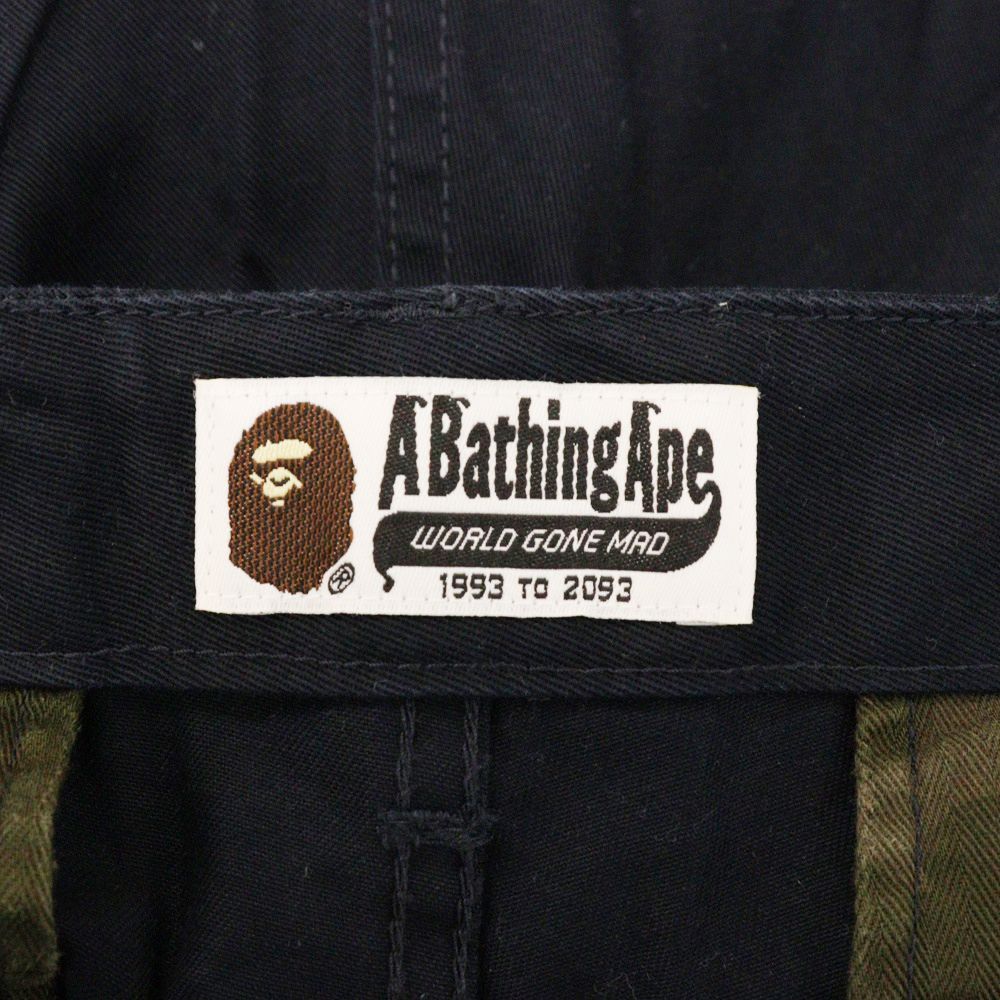 A Bathing Ape
WORLD GONE MAD
1993 TO 2093
®